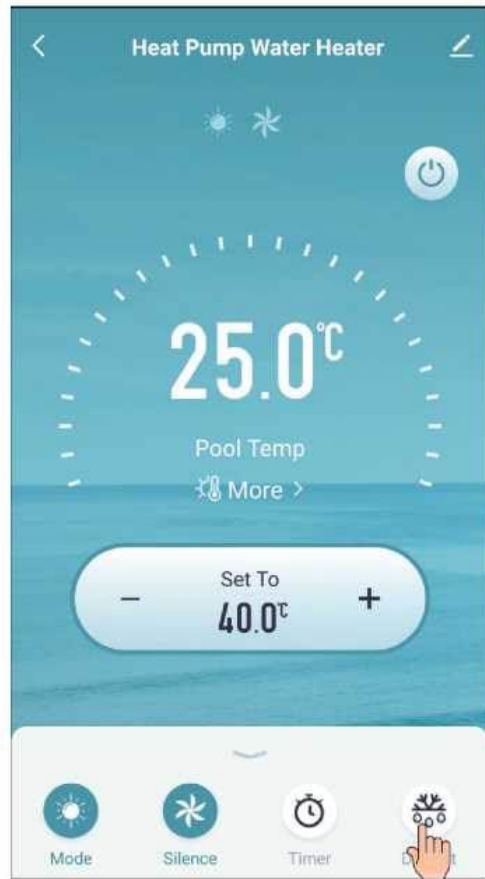 Heat Pump Water Heater
25.0°C
Pool Temp
More >
Set To
40.0°C
Mode
Silence
Timer